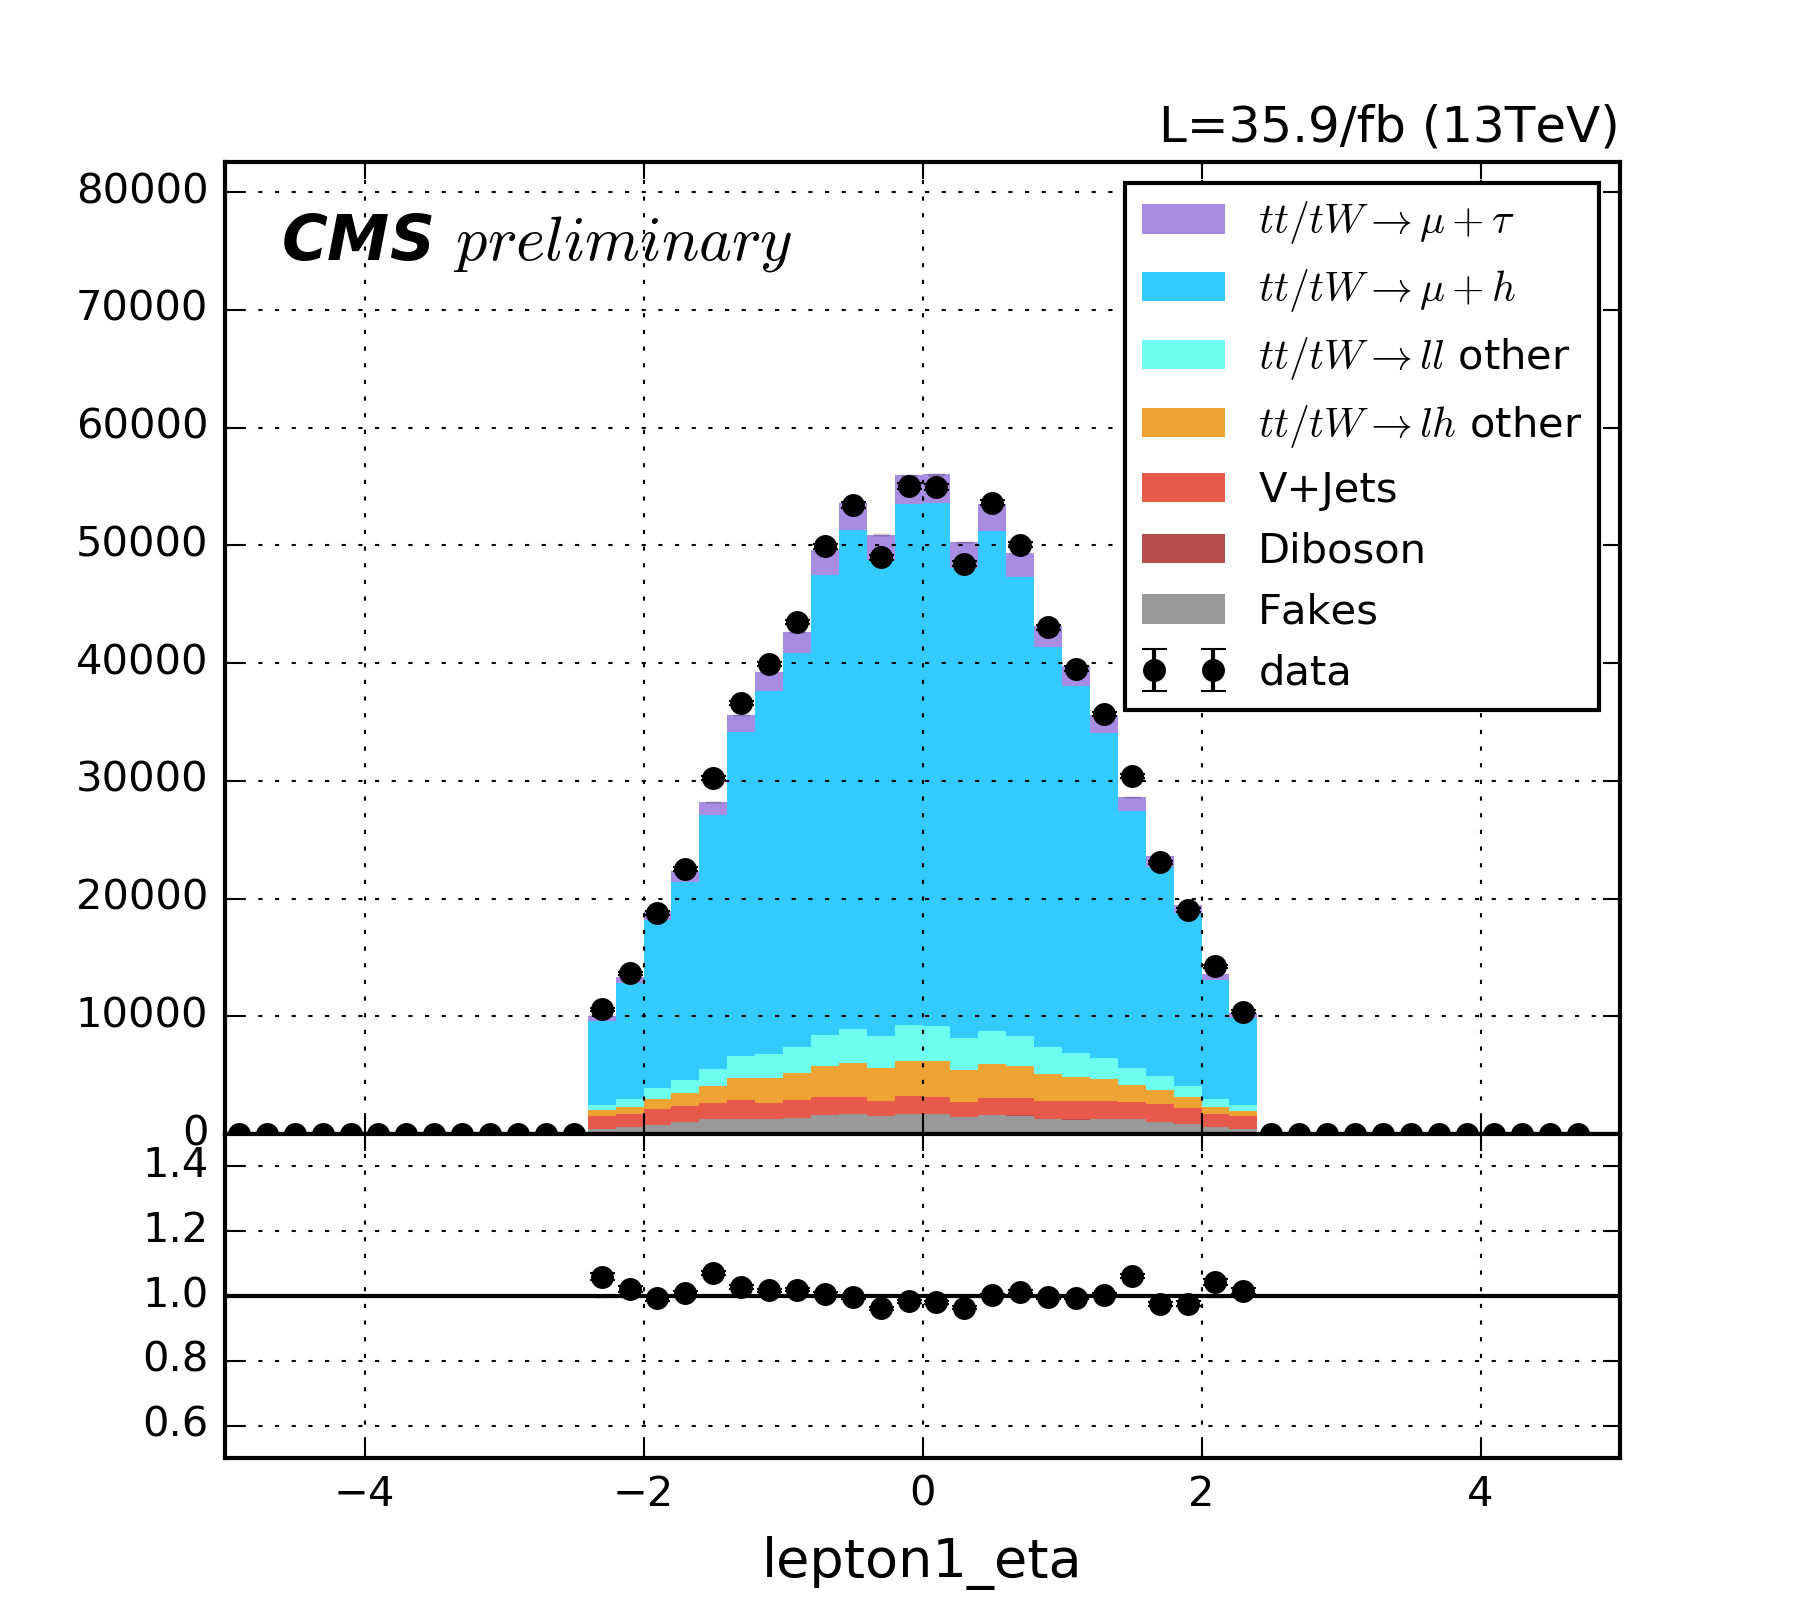 L=35.9/fb (13TeV)
CMS preliminary
80000
70000
60000
50000
40000
30000
20000
10000
0
tt/tW→μ+τ
tt/tW→μ+h
tt/tW→ll other
tt/tW→lh other
V+Jets
Diboson
Fakes
data
1.4
1.2
1.0
0.8
0.6
−4 −2 0 2 4
lepton1_eta